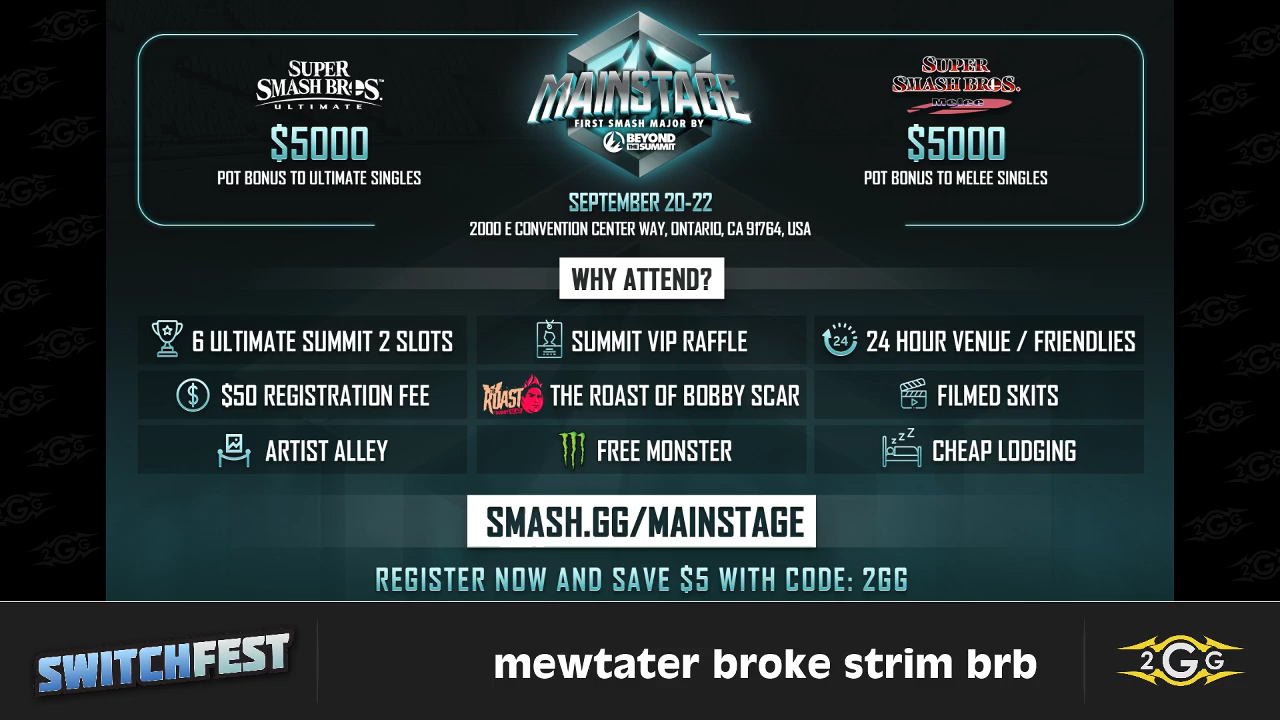 SUPER
SMASH BROS.™
ULTIMATE
$5000
POT BONUS TO ULTIMATE SINGLES
MAINSTAGE
FIRST SMASH MAJOR BY
BEYOND
THE SUMMIT
SUPER
SMASH BROS.
Melee
$5000
POT BONUS TO MELEE SINGLES
SEPTEMBER 20-22
2000 E CONVENTION CENTER WAY, ONTARIO, CA 91764, USA
WHY ATTEND?
6 ULTIMATE SUMMIT 2 SLOTS
SUMMIT VIP RAFFLE
24
24 HOUR VENUE / FRIENDLIES
$
$50 REGISTRATION FEE
ROAST
THE ROAST OF BOBBY SCAR
FILMED SKITS
ARTIST ALLEY
FREE MONSTER
zzZ
CHEAP LODGING
SMASH.GG/MAINSTAGE
REGISTER NOW AND SAVE $5 WITH CODE: 2GG
SWITCHFEST
mewtater broke strim brb
2GG